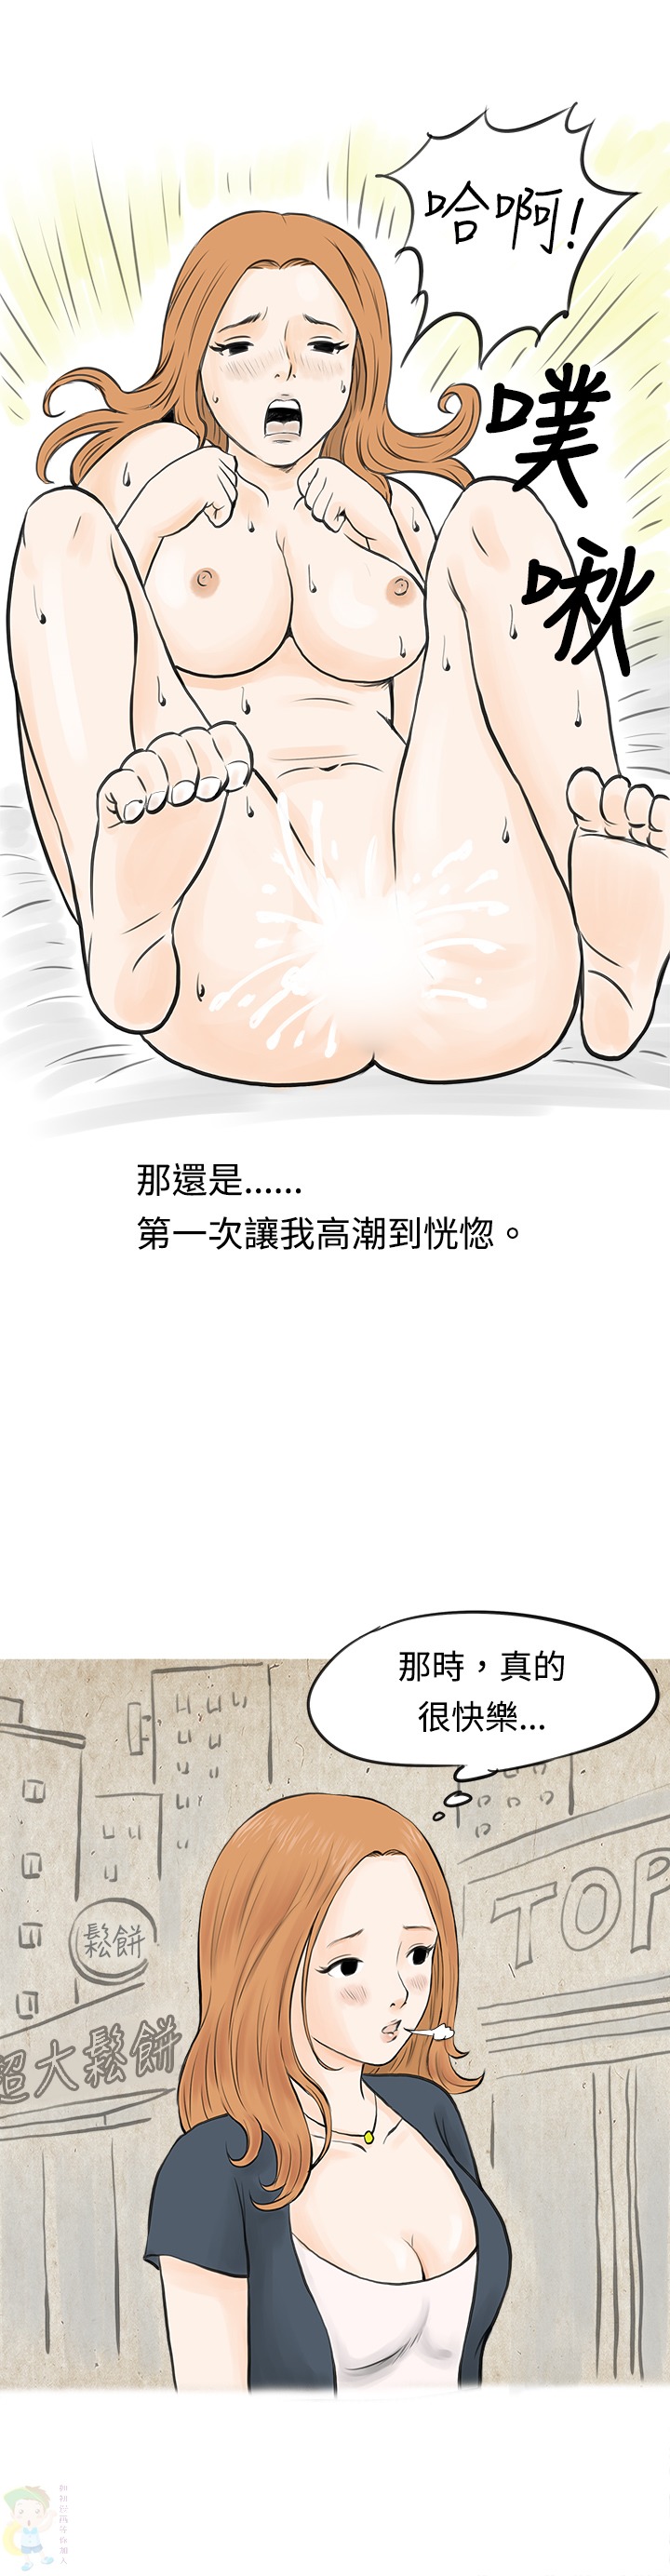 哈啊!
噗
啾
那還是......
第一次讓我高潮到恍惚。
那時，真的
很快樂...
TOP
鬆餅
超大鬆餅